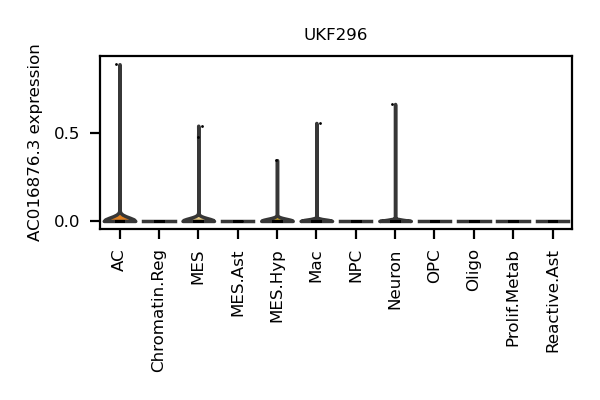 UKF296
AC016876.3 expression
0.5
0.0
AC
Chromatin.Reg
MES
MES.Ast
MES.Hyp
Mac
NPC
Neuron
OPC
Oligo
Prolif.Metab
Reactive.Ast